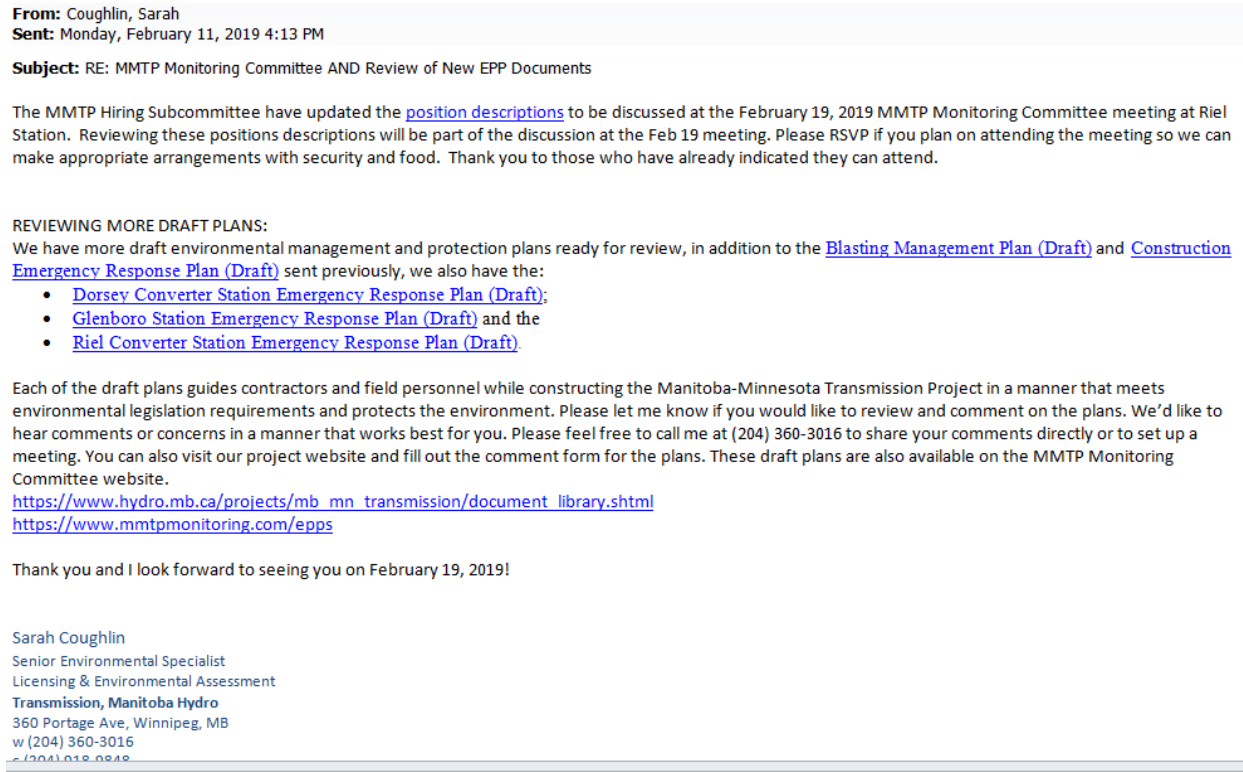 From: Coughlin, Sarah
Sent: Monday, February 11, 2019 4:13 PM
Subject: RE: MMTP Monitoring Committee AND Review of New EPP Documents
The MMTP Hiring Subcommittee have updated the position descriptions to be discussed at the February 19, 2019 MMTP Monitoring Committee meeting at Riel
Station.  Reviewing these positions descriptions will be part of the discussion at the Feb 19 meeting. Please RSVP if you plan on attending the meeting so we can
make appropriate arrangements with security and food.  Thank you to those who have already indicated they can attend.
REVIEWING MORE DRAFT PLANS:
We have more draft environmental management and protection plans ready for review, in addition to the Blasting Management Plan (Draft) and Construction
Emergency Response Plan (Draft) sent previously, we also have the:
• Dorsey Converter Station Emergency Response Plan (Draft);
• Glenboro Station Emergency Response Plan (Draft) and the
• Riel Converter Station Emergency Response Plan (Draft).
Each of the draft plans guides contractors and field personnel while constructing the Manitoba-Minnesota Transmission Project in a manner that meets
environmental legislation requirements and protects the environment. Please let me know if you would like to review and comment on the plans. We'd like to
hear comments or concerns in a manner that works best for you. Please feel free to call me at (204) 360-3016 to share your comments directly or to set up a
meeting. You can also visit our project website and fill out the comment form for the plans. These draft plans are also available on the MMTP Monitoring
Committee website.
https://www.hydro.mb.ca/projects/mb_mn_transmission/document_library.shtml
https://www.mmtpmonitoring.com/epps
Thank you and I look forward to seeing you on February 19, 2019!
Sarah Coughlin
Senior Environmental Specialist
Licensing & Environmental Assessment
Transmission, Manitoba Hydro
360 Portage Ave, Winnipeg, MB
w (204) 360-3016